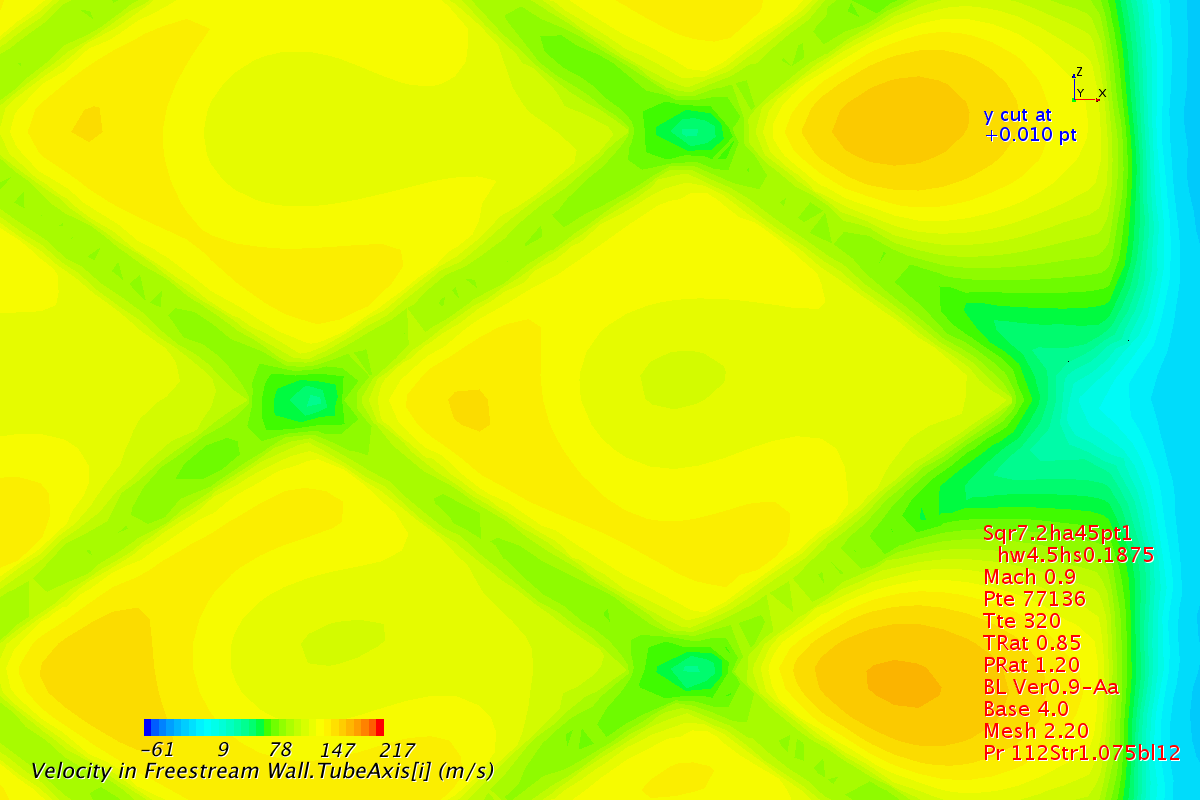 Z
Y X
y cut at
+0.010 pt
Sqr7.2ha45pt1
hw4.5hs0.1875
Mach 0.9
Pte 77136
Tte 320
TRat 0.85
PRat 1.20
BL Ver0.9-Aa
Base 4.0
Mesh 2.20
Pr 112Str1.075bl12
-61 9 78 147 217
Velocity in Freestream Wall.TubeAxis[i] (m/s)